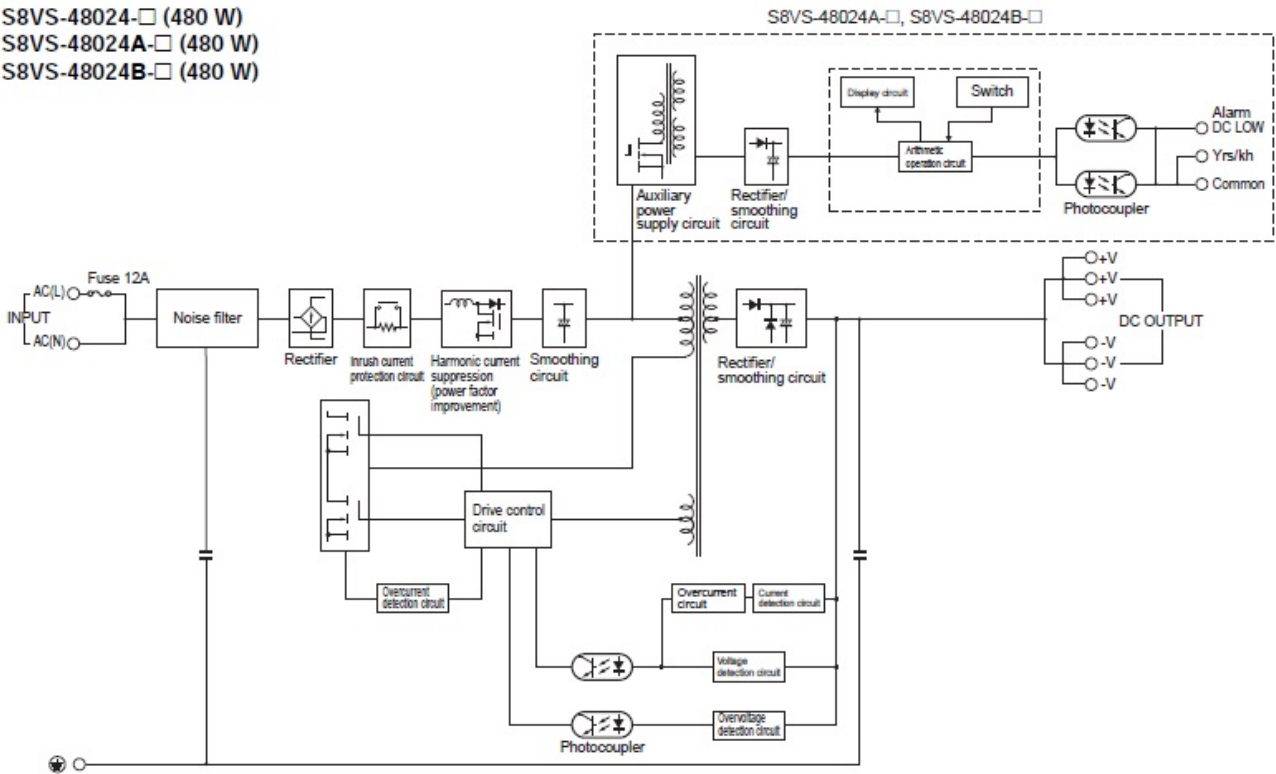 S8VS-48024-□ (480 W)
S8VS-48024A-□ (480 W)
S8VS-48024B-□ (480 W)
S8VS-48024A-□, S8VS-48024B-□
Display circuit
Switch
Arithmetic
operation circuit
Alarm
DC LOW
Yrs/kh
Common
Photocoupler
Auxiliary
power
supply circuit
Rectifier/
smoothing
circuit
INPUT
AC(L)
AC(N)
Fuse 12A
Noise filter
Rectifier
Inrush current
protection circuit
Harmonic current
suppression
(power factor
improvement)
Smoothing
circuit
Rectifier/
smoothing circuit
+V
+V
+V
DC OUTPUT
-V
-V
-V
Drive control
circuit
Overcurrent
detection circuit
Overcurrent
circuit
Current
detection circuit
Voltage
detection circuit
Overvoltage
detection circuit
Photocoupler